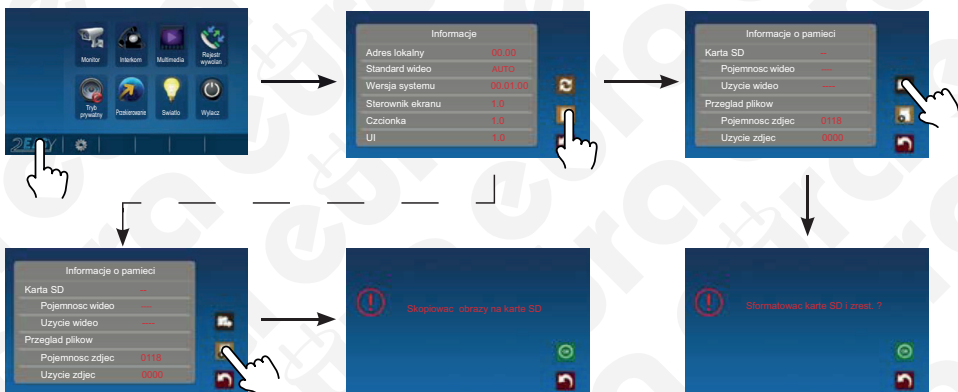 Monitor
Interkom
Multimedia
Rejestr
wywolan
Tryb
prywatny
Przekierowanie
Swiatlo
Wylacz
2EASY
Informacje
Adres lokalny 00.00
Standard wideo AUTO
Wersja systemu 00.01.00
Sterownik ekranu 1.0
Czcionka 1.0
UI 1.0
Informacje o pamieci
Karta SD --
Pojemnosc wideo ----
Uzycie wideo ----
Przeglad plikow
Pojemnosc zdjec 0118
Uzycie zdjec 0000
Informacje o pamieci
Karta SD --
Pojemnosc wideo ----
Uzycie wideo ----
Przeglad plikow
Pojemnosc zdjec 0118
Uzycie zdjec 0000
Skopiowac obrazy na karte SD
OK
Sformatowac karte SD I zrest. ?
OK